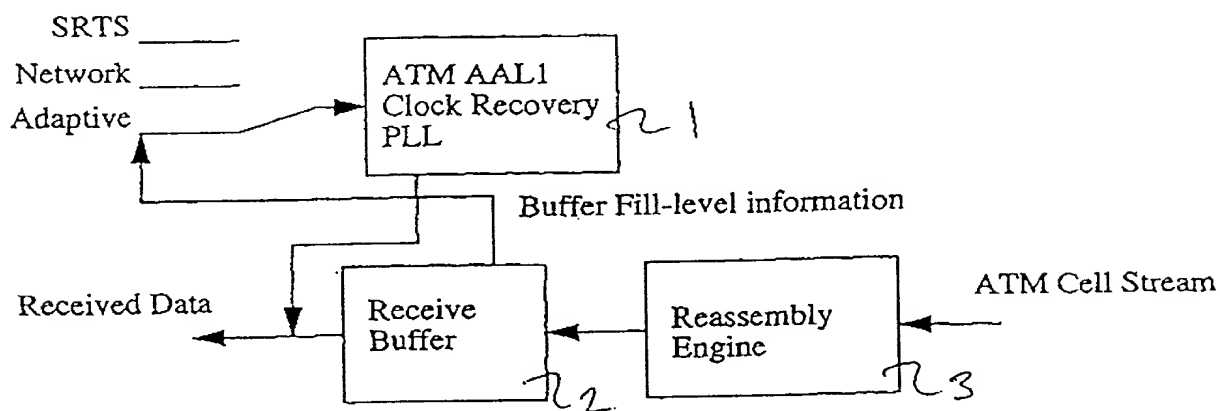 SRTS
Network
Adaptive
ATM AAL1
Clock Recovery
PLL
1
Buffer Fill-level information
Received Data
Receive
Buffer
2
Reassembly
Engine
3
ATM Cell Stream